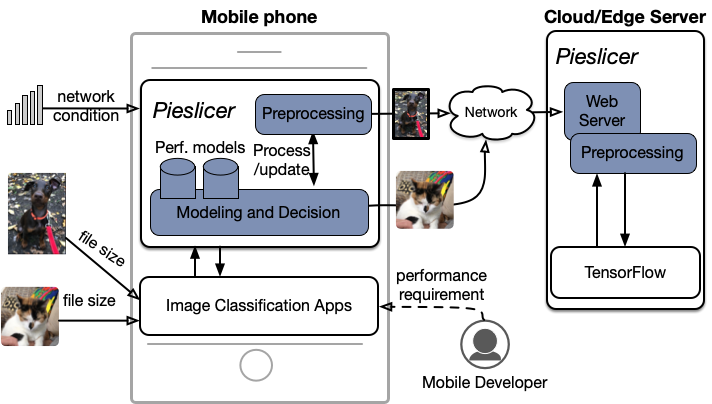 Mobile phone
Cloud/Edge Server
network
condition
Pieslicer
Preprocessing
Perf. models
Process
/update
Modeling and Decision
Network
Pieslicer
Web
Server
Preprocessing
TensorFlow
file size
file size
Image Classification Apps
performance
requirement
Mobile Developer